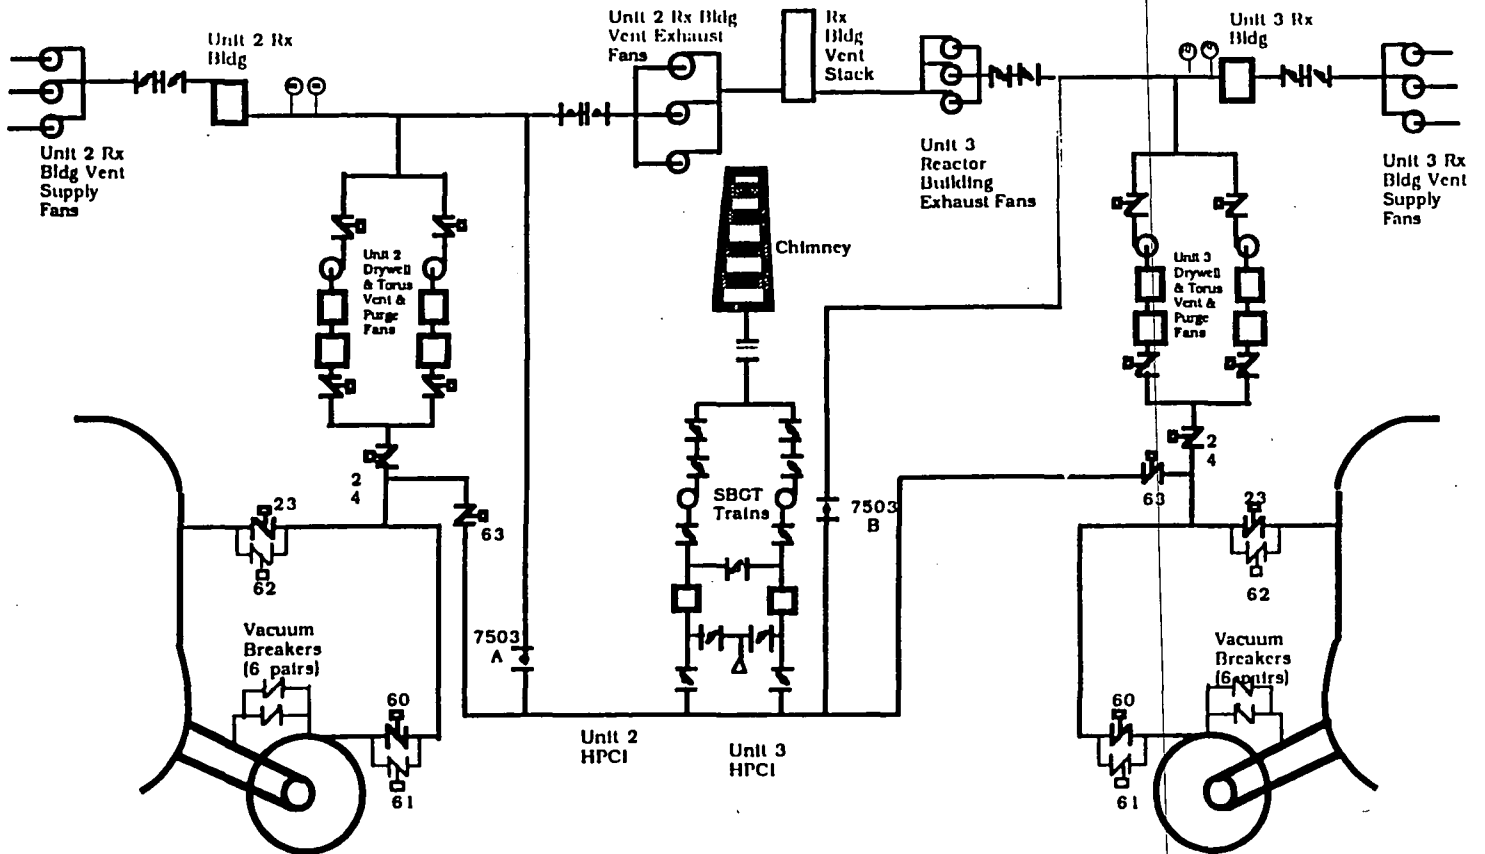 Unit 2 Rx
Bldg
Unit 2 Rx Bldg
Vent Exhaust
Fans
Rx
Bldg
Vent
Stack
Unit 3 Rx
Bldg
Unit 2 Rx
Bldg Vent
Supply
Fans
Unit 3
Reactor
Building
Exhaust Fans
Unit 3 Rx
Bldg Vent
Supply
Fans
Chimney
Unit 2
Drywell
& Torus
Vent &
Purge
Fans
Unit 3
Drywell
& Torus
Vent &
Purge
Fans
2
4
2
4
23
63
62
SBGT
Trains
7503
B
63
23
62
7503
A
Vacuum
Breakers
(6 pairs)
Vacuum
Breakers
(6 pairs)
60
61
Unit 2
HPCI
Unit 3
HPCI
60
61